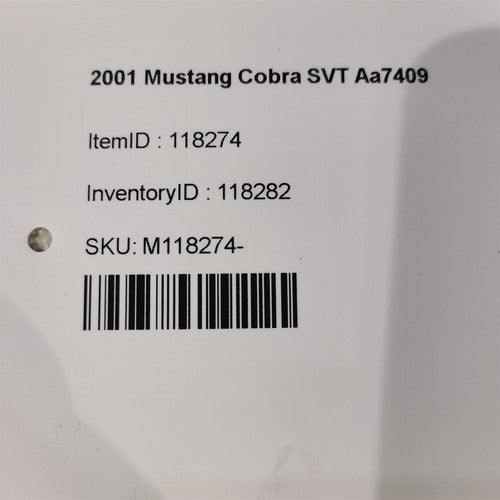 2001 Mustang Cobra SVT Aa7409
ItemID : 118274
InventoryID : 118282
SKU: M118274-